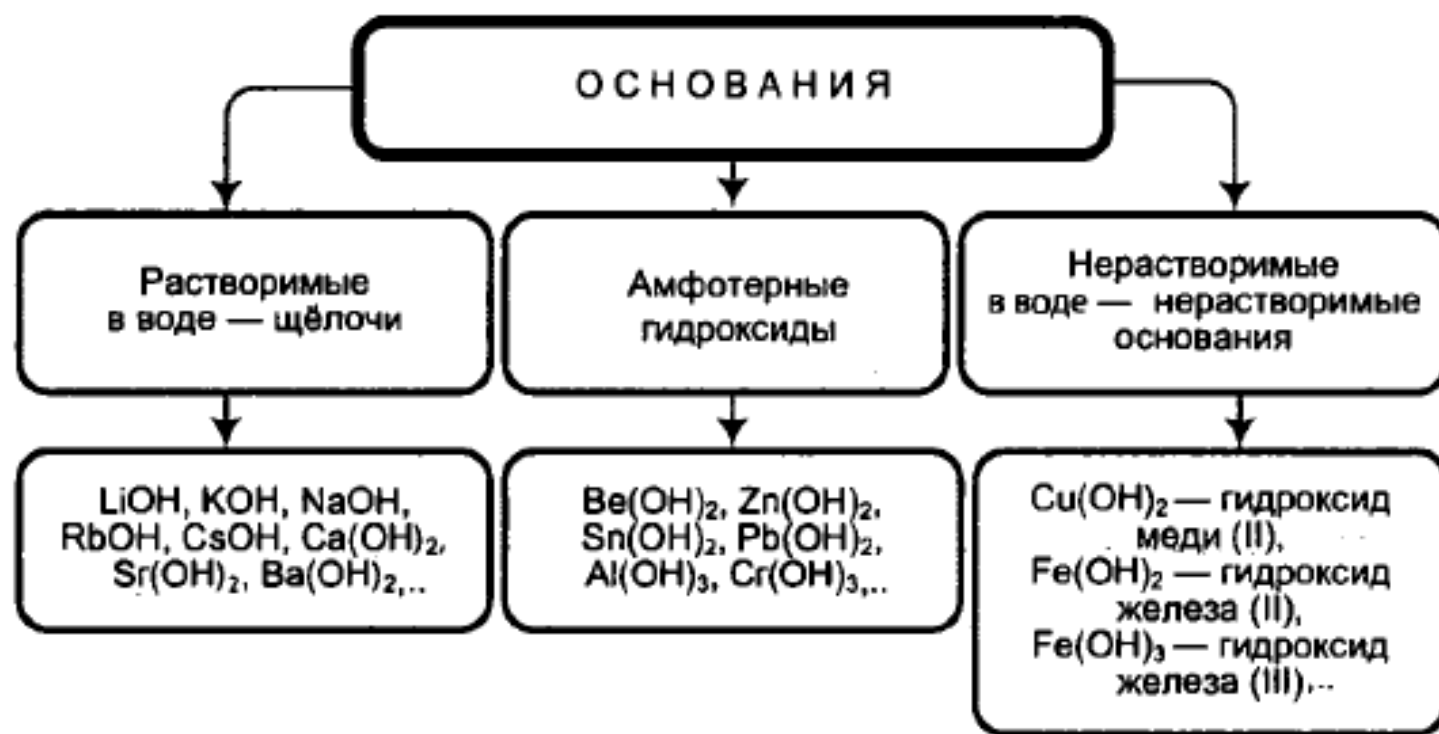 ОСНОВАНИЯ
Растворимые
в воде — щёлочи
Амфотерные
гидроксиды
Нерастворимые
в воде — нерастворимые
основания
LiOH, KOH, NaOH,
RbOH, CsOH, Ca(OH)₂,
Sr(OH)₂, Ba(OH)₂,..
Be(OH)₂, Zn(OH)₂,
Sn(OH)₂, Pb(OH)₂,
Al(OH)₃, Cr(OH)₃,..
Cu(OH)₂ — гидроксид
меди (II),
Fe(OH)₂ — гидроксид
железа (II),
Fe(OH)₃ — гидроксид
железа (III),..